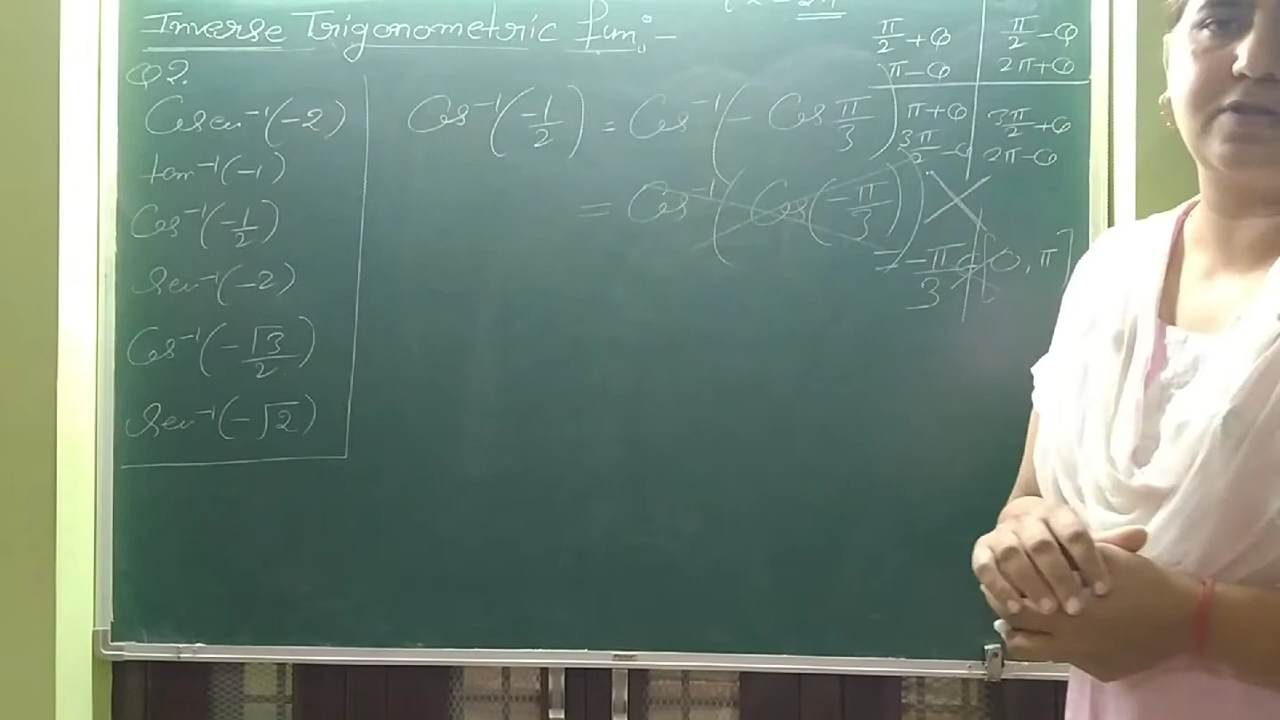 Inverse Trigonometric fun: -
Q2.
Cosec⁻¹(-2)
tan⁻¹(-1)
Cos⁻¹(-1/2)
Sec⁻¹(-2)
Cos⁻¹(-√3/2)
Sec⁻¹(-√2)
Cos⁻¹(-1/2) = Cos⁻¹(- Cos π/3)
= Cos⁻¹(Cos(-π/3))
= -π/3 ∉ [0, π]
π/2+θ π/2-θ
π-θ 2π+θ
π+θ 3π/2+θ
3π/2-θ 2π-θ